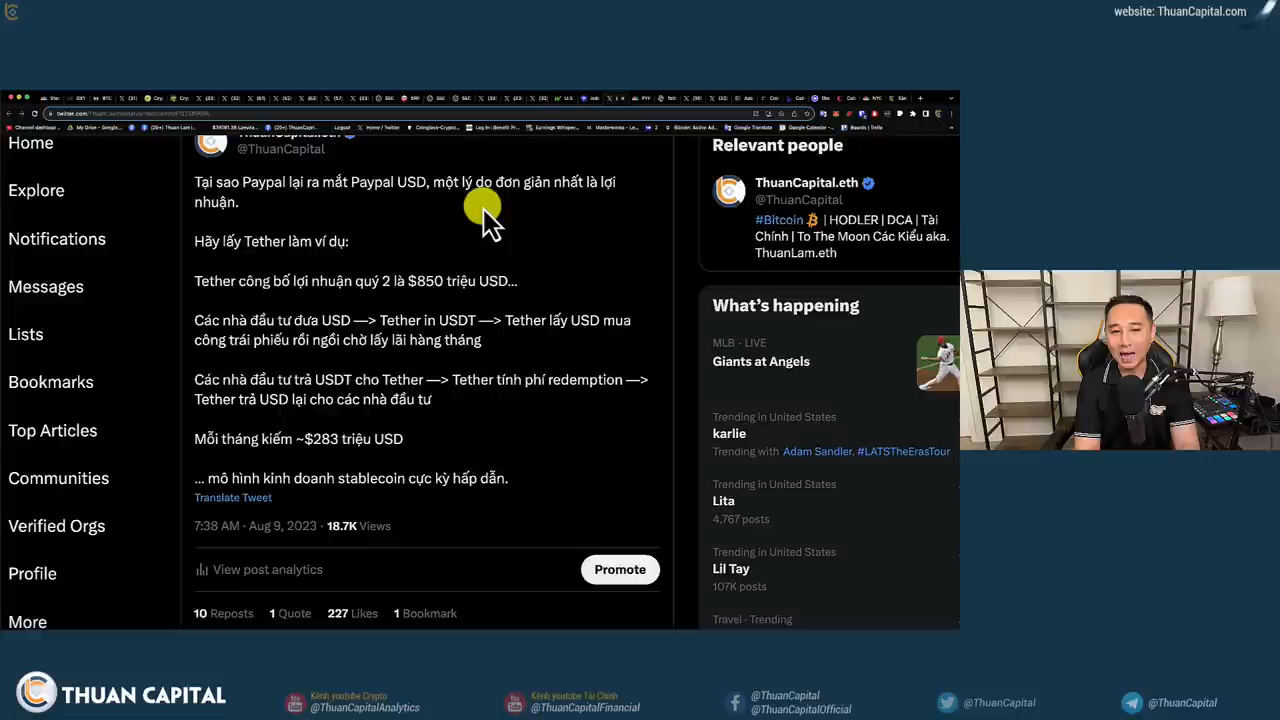 website: ThuanCapital.com
Home
Explore
Notifications
Messages
Lists
Bookmarks
Top Articles
Communities
Verified Orgs
Profile
More
@ThuanCapital
Tại sao Paypal lại ra mắt Paypal USD, một lý do đơn giản nhất là lợi
nhuận.
Hãy lấy Tether làm ví dụ:
Tether công bố lợi nhuận quý 2 là $850 triệu USD...
Các nhà đầu tư đưa USD —> Tether in USDT —> Tether lấy USD mua
công trái phiếu rồi ngồi chờ lấy lãi hàng tháng
Các nhà đầu tư trả USDT cho Tether —> Tether tính phí redemption —>
Tether trả USD lại cho các nhà đầu tư
Mỗi tháng kiếm ~$283 triệu USD
... mô hình kinh doanh stablecoin cực kỳ hấp dẫn.
Translate Tweet
7:38 AM · Aug 9, 2023 · 18.7K Views
View post analytics
Promote
10 Reposts 1 Quote 227 Likes 1 Bookmark
Relevant people
ThuanCapital.eth
@ThuanCapital
#Bitcoin | HODLER | DCA | Tài
Chính | To The Moon Các Kiểu aka.
ThuanLam.eth
What's happening
MLB · LIVE
Giants at Angels
Trending in United States
karlie
Trending with Adam Sandler, #LATSTheErasTour
Trending in United States
Lita
4,767 posts
Trending in United States
Lil Tay
107K posts
Travel · Trending
THUAN CAPITAL
Kênh youtube Crypto
@ThuanCapitalAnalytics
Kênh youtube Tài Chính
@ThuanCapitalFinancial
@ThuanCapital
@ThuanCapitalOfficial
@ThuanCapital
@ThuanCapital